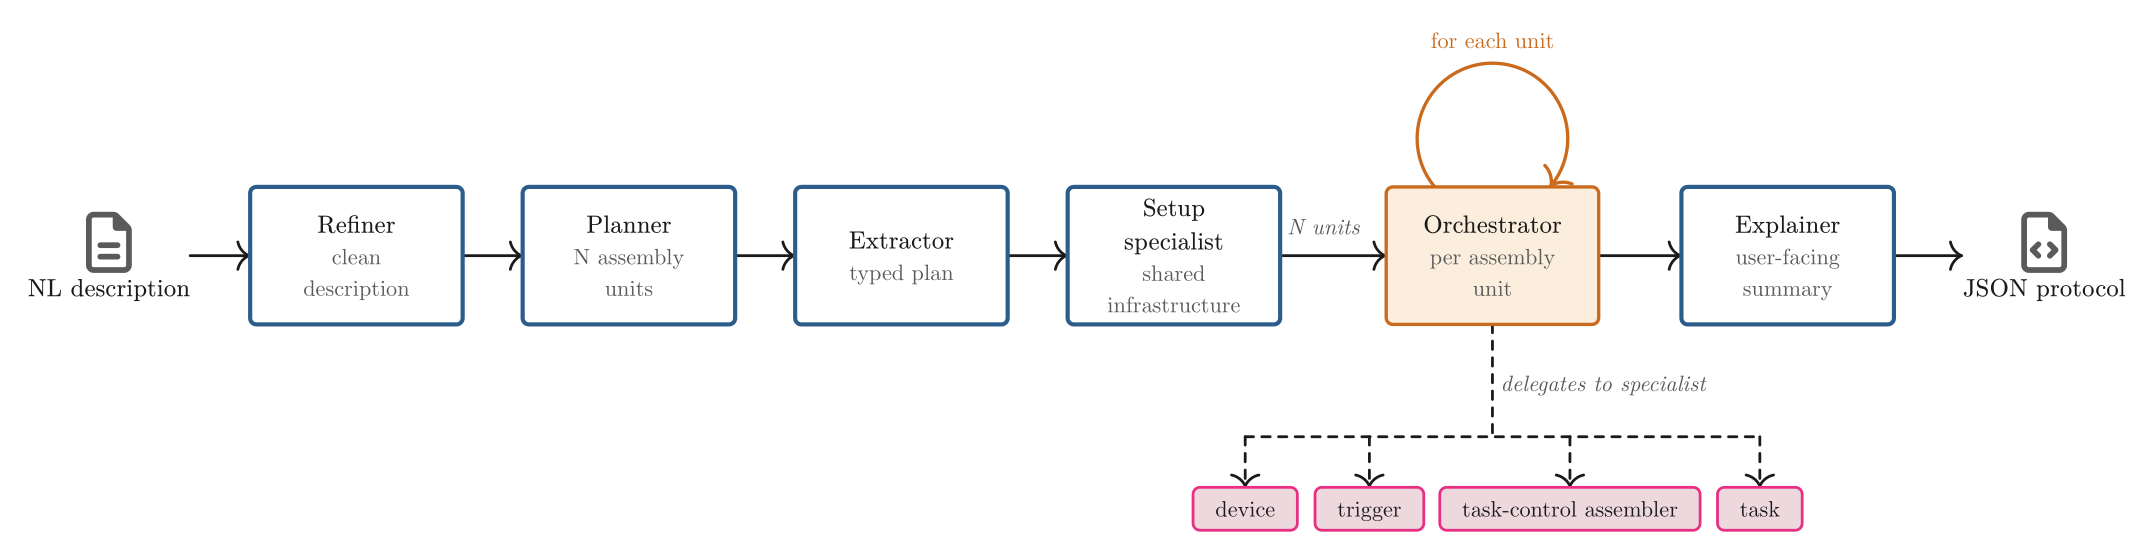 for each unit
NL description
Refiner
clean
description
Planner
N assembly
units
Extractor
typed plan
Setup
specialist
shared
infrastructure
N units
Orchestrator
per assembly
unit
Explainer
user-facing
summary
JSON protocol
delegates to specialist
device
trigger
task-control assembler
task